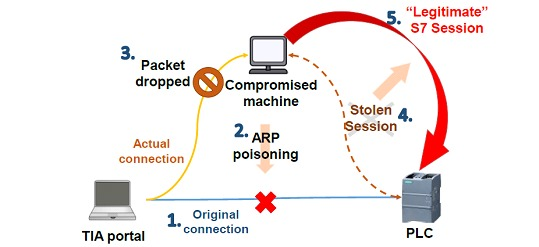 5. "Legitimate"
S7 Session
3. Packet
dropped
Compromised
machine
2. ARP
poisoning
Stolen
Session 4.
Actual
connection
1. Original
connection
TIA portal
PLC